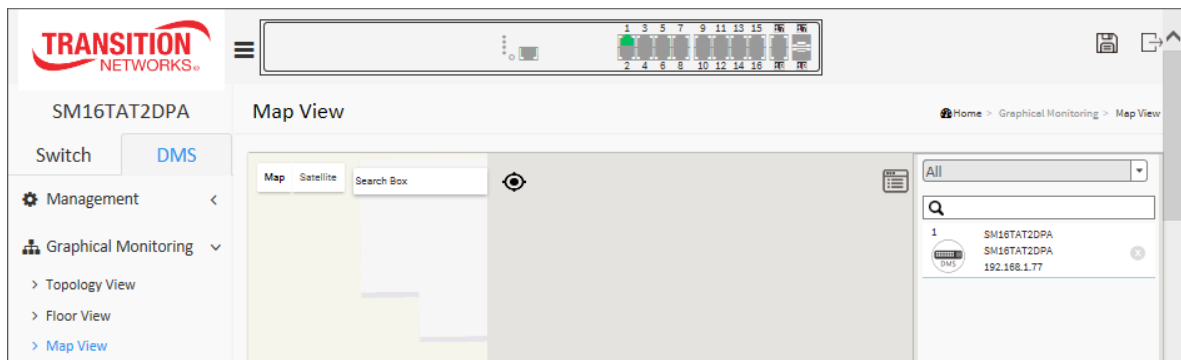 TRANSITION
NETWORKS®
1 3 5 7 9 11 13 15
2 4 6 8 10 12 14 16
SM16TAT2DPA
Map View
Home > Graphical Monitoring > Map View
Switch
DMS
Map
Satellite
Search Box
All
Management
1
SM16TAT2DPA
SM16TAT2DPA
192.168.1.77
DMS
Graphical Monitoring
> Topology View
> Floor View
> Map View